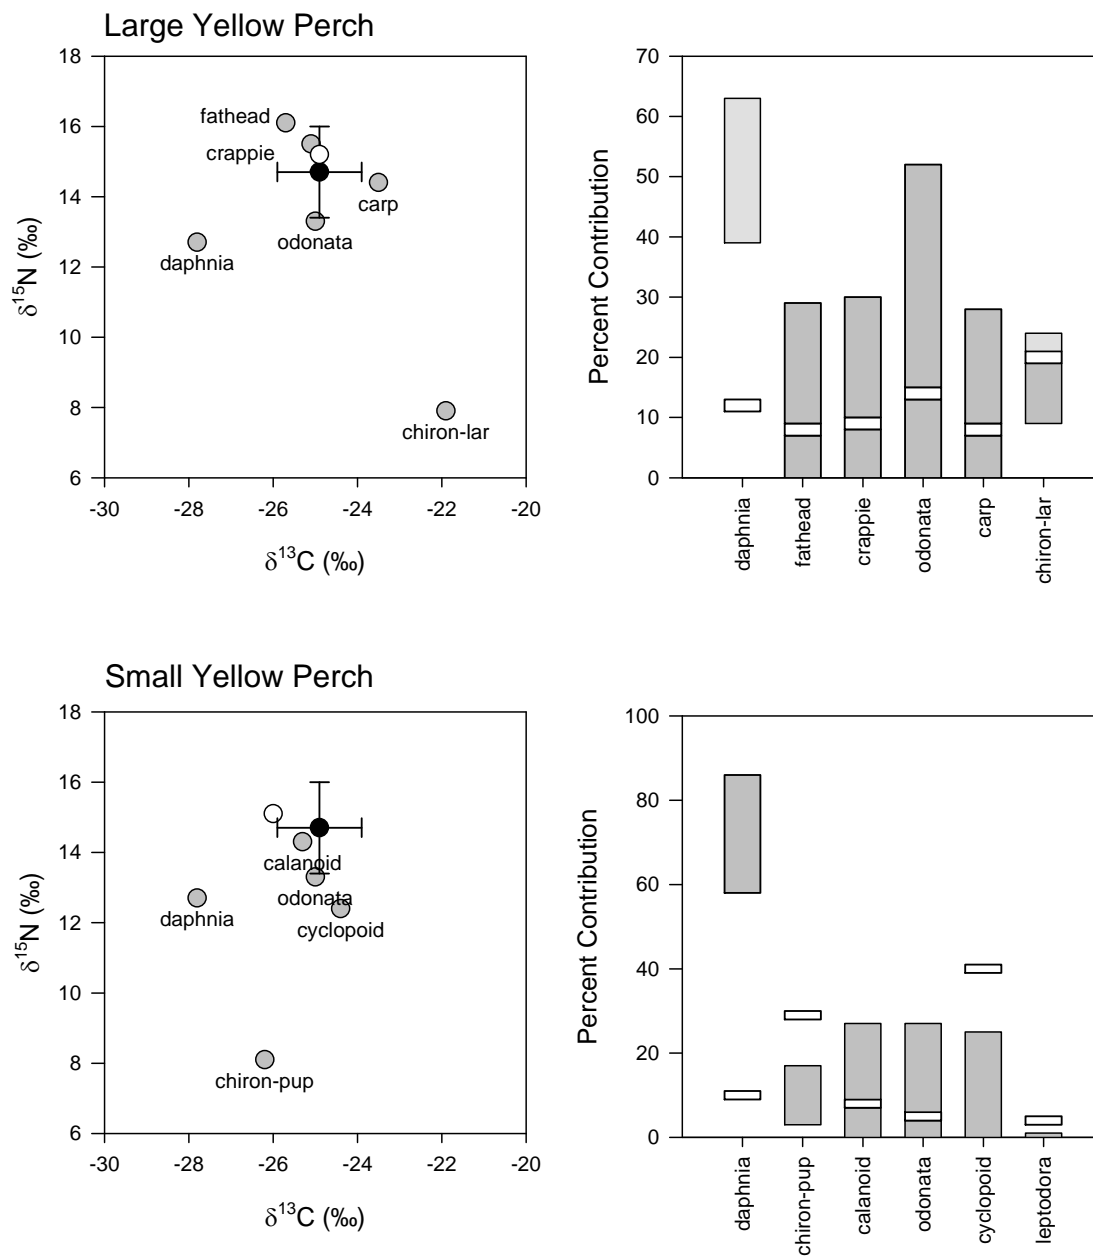 Large Yellow Perch
18
16
14
12
10
8
6
δ15N (‰)
fathead
crappie
carp
odonata
daphnia
chiron-lar
-30
-28
-26
-24
-22
-20
δ13C (‰)
70
60
50
40
30
20
10
0
Percent Contribution
daphnia
fathead
crappie
odonata
carp
chiron-lar
Small Yellow Perch
18
16
14
12
10
8
6
δ15N (‰)
calanoid
odonata
daphnia
cyclopoid
chiron-pup
-30
-28
-26
-24
-22
-20
δ13C (‰)
100
80
60
40
20
0
Percent Contribution
daphnia
chiron-pup
calanoid
odonata
cyclopoid
leptodora